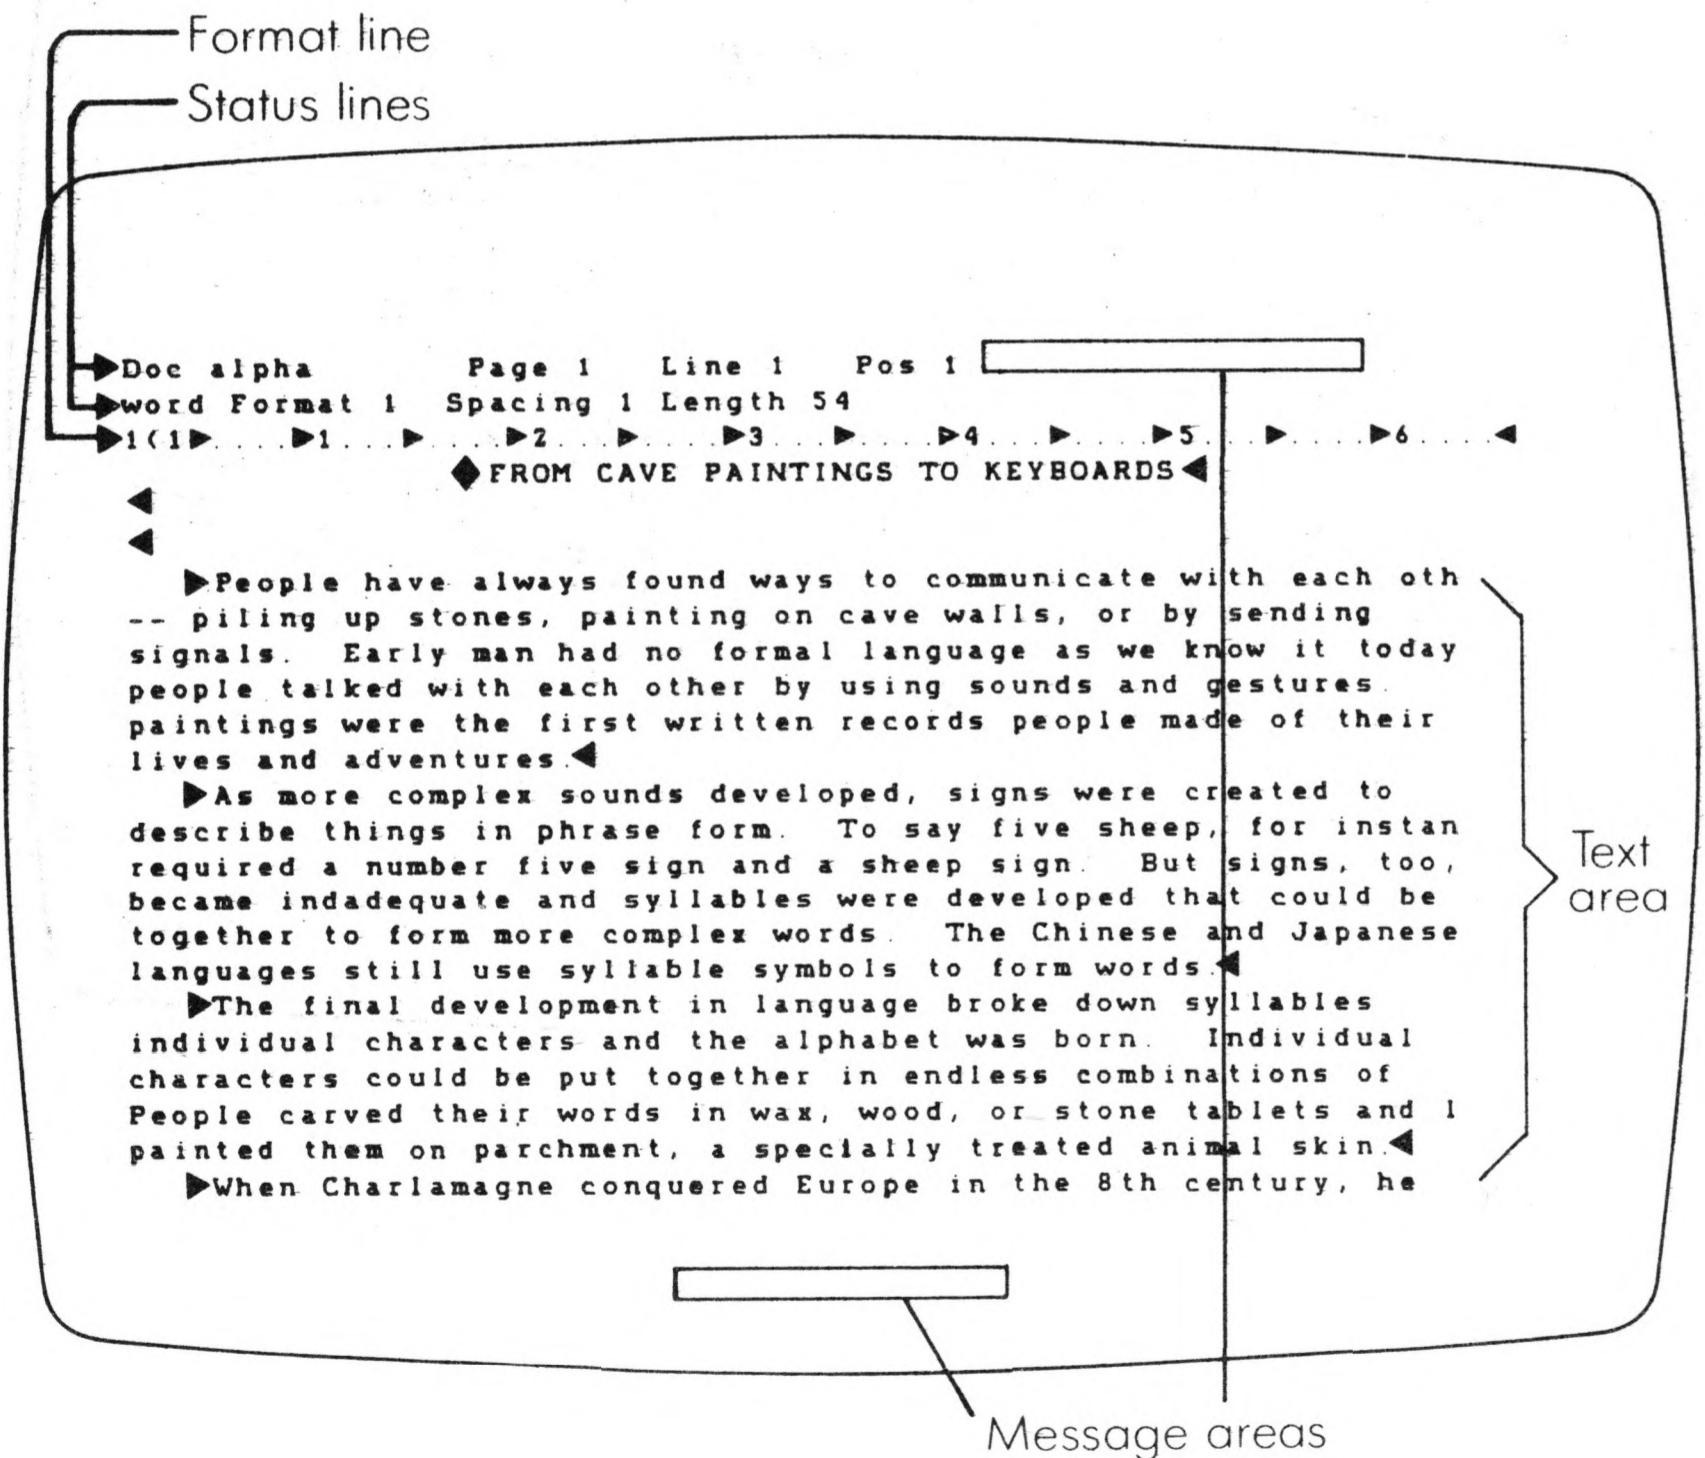 Format line
Status lines
Doc alpha Page 1 Line 1 Pos 1
word Format 1 Spacing 1 Length 54
1(1▶....▶1...▶....▶2...▶....▶3...▶....▶4...▶....▶5...▶....▶6....◀
◆FROM CAVE PAINTINGS TO KEYBOARDS◀
◀
◀
▶People have always found ways to communicate with each oth
-- piling up stones, painting on cave walls, or by sending
signals. Early man had no formal language as we know it today
people talked with each other by using sounds and gestures.
paintings were the first written records people made of their
lives and adventures.◀
▶As more complex sounds developed, signs were created to
describe things in phrase form. To say five sheep, for instan
required a number five sign and a sheep sign. But signs, too,
became indadequate and syllables were developed that could be
together to form more complex words. The Chinese and Japanese
languages still use syllable symbols to form words.◀
▶The final development in language broke down syllables
individual characters and the alphabet was born. Individual
characters could be put together in endless combinations of
People carved their words in wax, wood, or stone tablets and l
painted them on parchment, a specially treated animal skin.◀
▶When Charlamagne conquered Europe in the 8th century, he
Text
area
Message areas